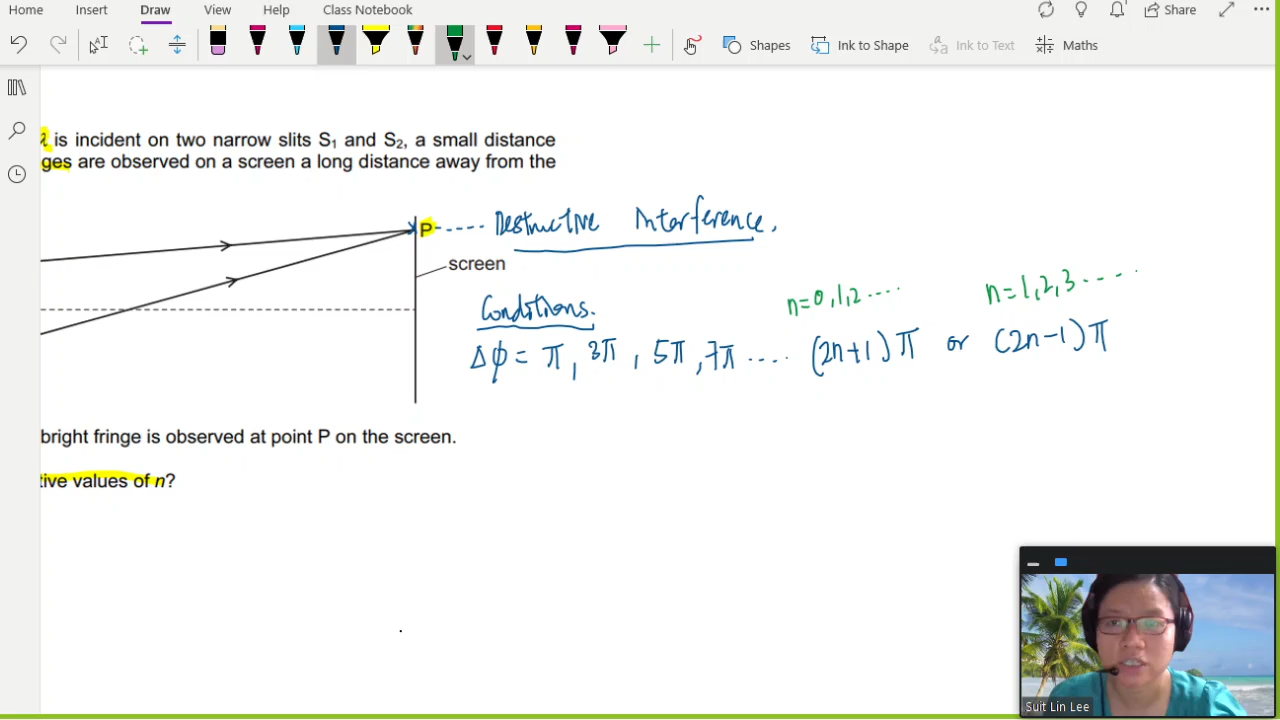 Home Insert Draw View Help Class Notebook Share
Shapes Ink to Shape Ink to Text Maths
λ is incident on two narrow slits S₁ and S₂, a small distance
ges are observed on a screen a long distance away from the
P ---- Destructive Interference.
screen
n=0,1,2.... n=1,2,3.....
Conditions.
Δϕ = π, 3π, 5π, 7π .... (2n+1)π or (2n-1)π
bright fringe is observed at point P on the screen.
tive values of n?
Suit Lin Lee